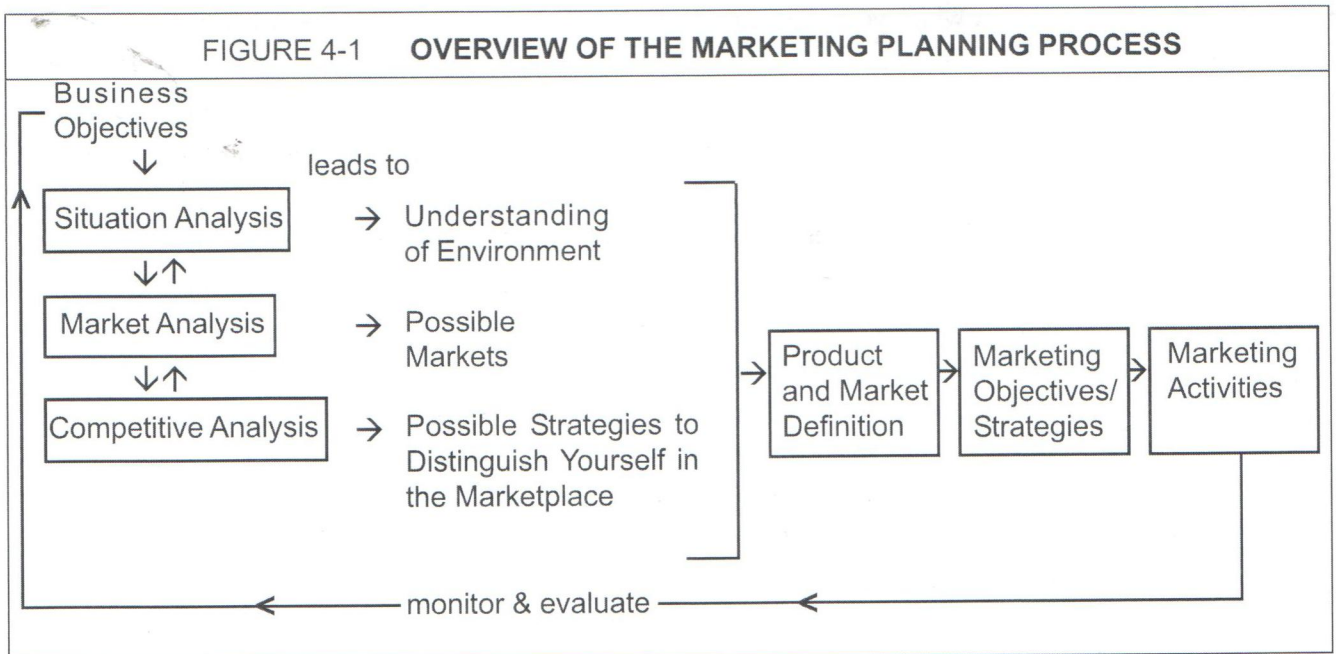 FIGURE 4-1 OVERVIEW OF THE MARKETING PLANNING PROCESS
Business
Objectives
leads to
Situation Analysis
Understanding
of Environment
Market Analysis
Possible
Markets
Competitive Analysis
Possible Strategies to
Distinguish Yourself in
the Marketplace
Product
and Market
Definition
Marketing
Objectives/
Strategies
Marketing
Activities
monitor & evaluate